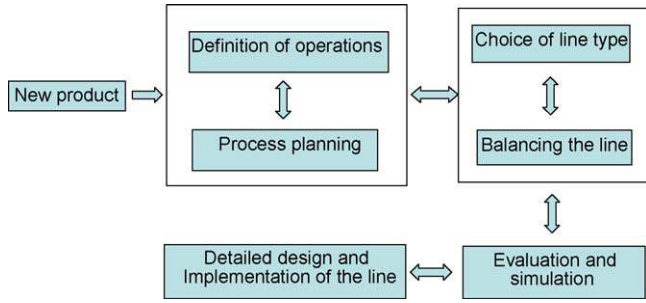 New product
Definition of operations
Process planning
Choice of line type
Balancing the line
Evaluation and
simulation
Detailed design and
Implementation of the line